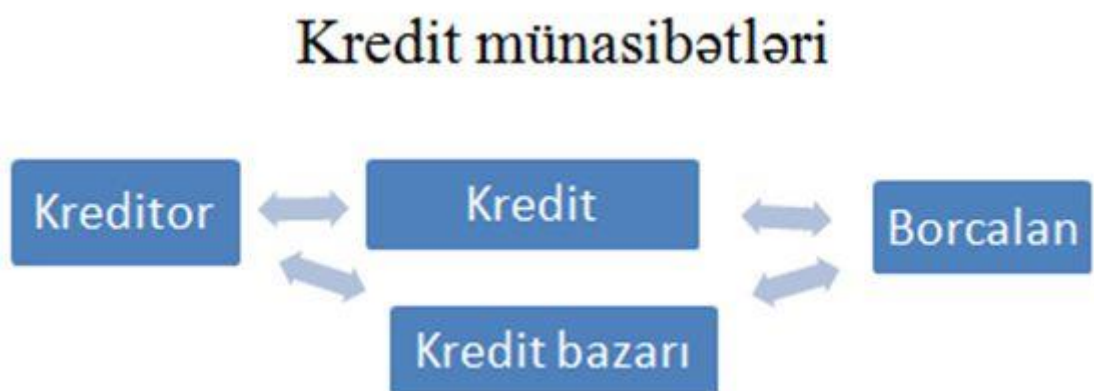 Kredit münasibətləri
Kreditor
Kredit
Borcalan
Kredit bazarı